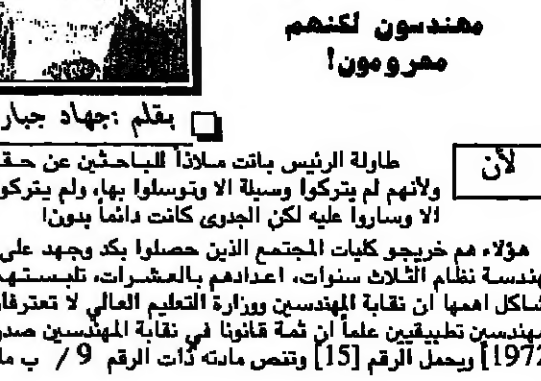 مهندسون لكنهم
محرومون!
بقلم :جهاد جبار
لأن
طاولة الرئيس باتت ملاذاً للباحثين عن حقـ
ولأنهم لم يتركوا وسيلة الا وتوسلوا بها، ولم يتركو
الا وساروا عليه لكن الجدوى كانت دائماً بدون!
هؤلاء هم خريجو كليات المجتمع الذين حصلوا بكد وجهد على
هندسة نظام الثلاث سنوات، اعدادهم بالعشرات، تلبستهم
شاكل اهمها ان نقابة المهندسين ووزارة التعليم العالي لا تعترفان
مهندسين تطبيقيين علماً ان ثمة قانونا في نقابة المهندسين صدر
1972] ويحمل الرقم [15] وتنص مادته ذات الرقم 9 / ب ما